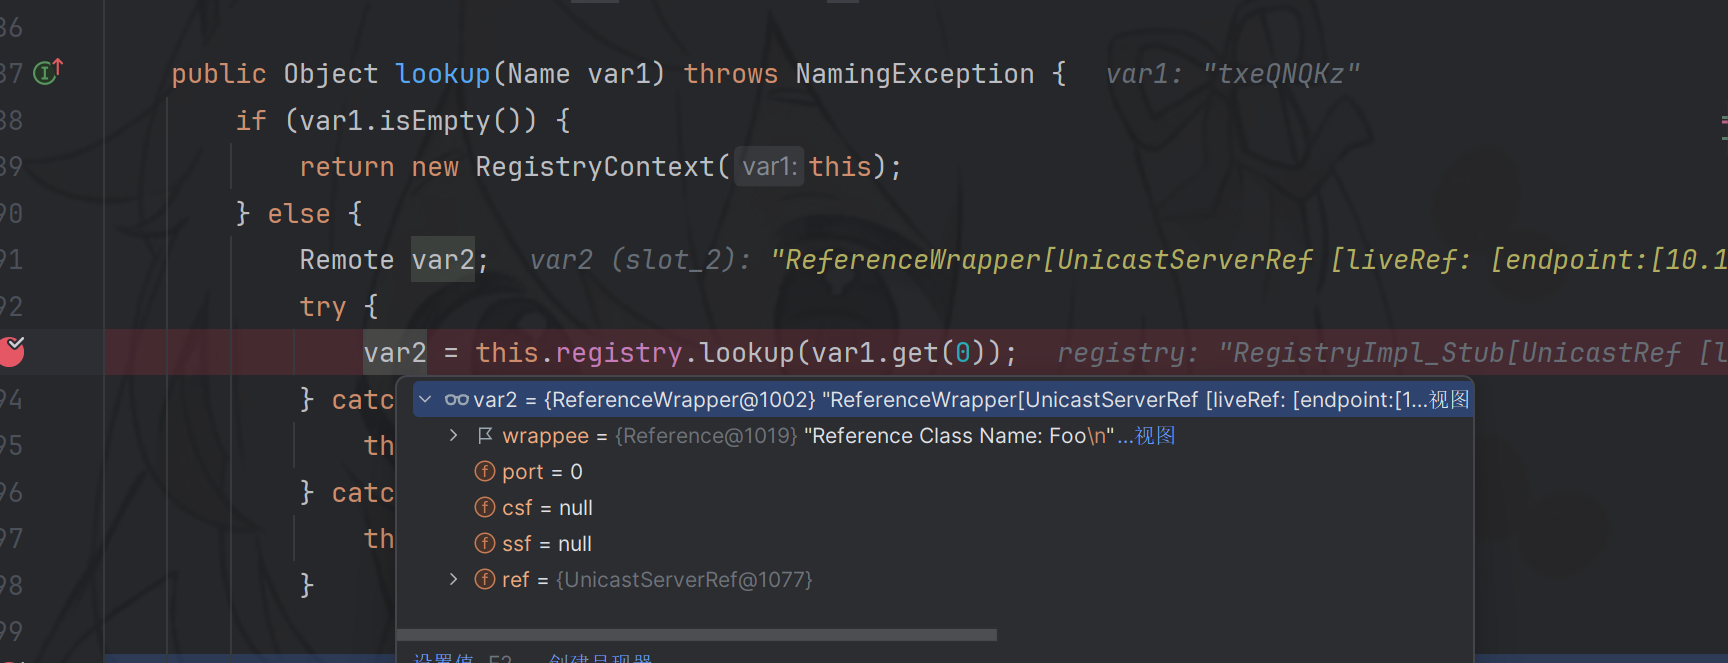 86
87 public Object lookup(Name var1) throws NamingException { var1: "txeQNQKz"
88 if (var1.isEmpty()) {
89 return new RegistryContext( var1: this);
90 } else {
91 Remote var2; var2 (slot_2): "ReferenceWrapper[UnicastServerRef [liveRef: [endpoint:[10.1
92 try {
var2 = this.registry.lookup(var1.get(0)); registry: "RegistryImpl_Stub[UnicastRef [l
var2 = {ReferenceWrapper@1002} "ReferenceWrapper[UnicastServerRef [liveRef: [endpoint:[1...视图
94 } catc
wrappee = {Reference@1019} "Reference Class Name: Foo\n" ...视图
95 th
port = 0
96 } catc
csf = null
97 th
ssf = null
98 }
ref = {UnicastServerRef@1077}
99
设置值 F2 创建呈现器